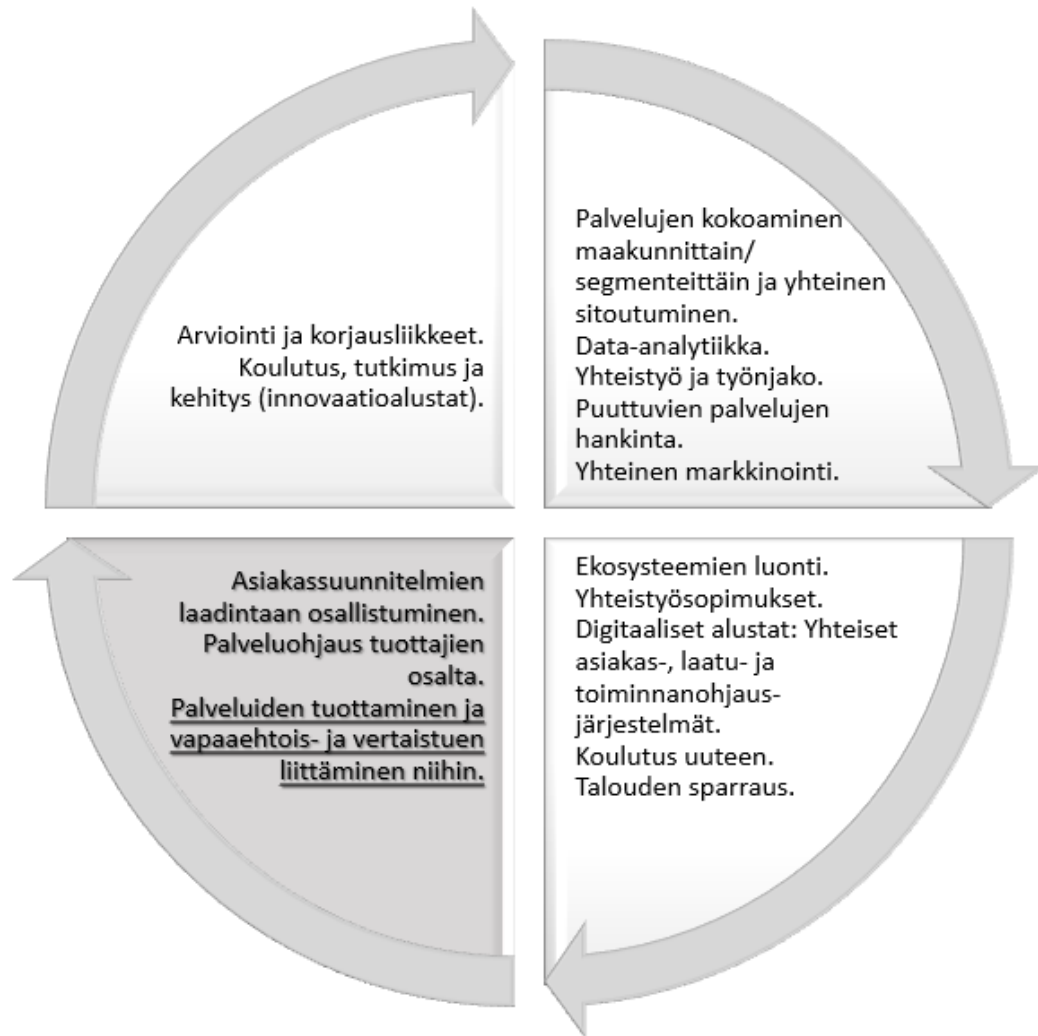 Arviointi ja korjausliikkeet.
Koulutus, tutkimus ja
kehitys (innovaatioalustat).
Palvelujen kokoaminen
maakunnittain/
segmenteittäin ja yhteinen
sitoutuminen.
Data-analytiikka.
Yhteistyö ja työnjako.
Puuttuvien palvelujen
hankinta.
Yhteinen markkinointi.
Asiakassuunnitelmien
laadintaan osallistuminen.
Palveluohjaus tuottajien
osalta.
Palveluiden tuottaminen ja
vapaaehtois- ja vertaistuen
liittäminen niihin.
Ekosysteemien luonti.
Yhteistyösopimukset.
Digitaaliset alustat: Yhteiset
asiakas-, laatu- ja
toiminnanohjaus-
järjestelmät.
Koulutus uuteen.
Talouden sparraus.